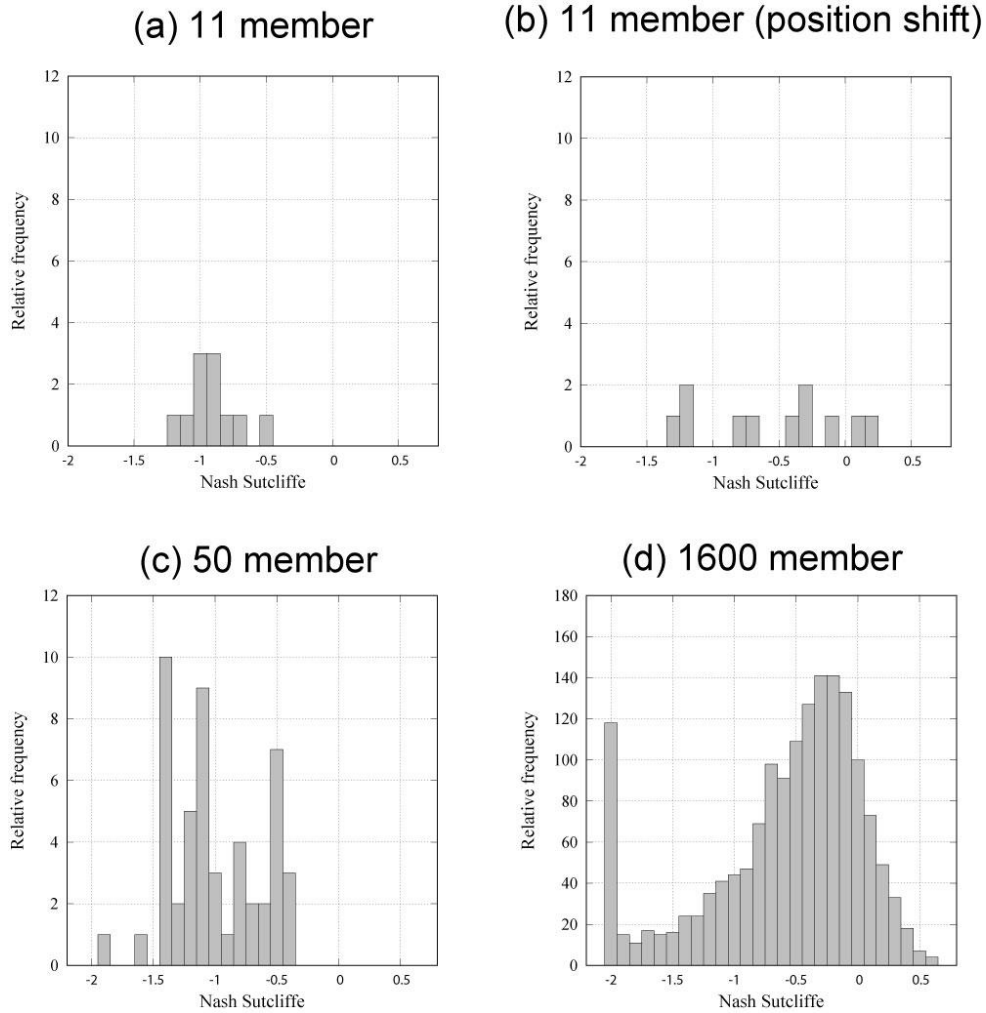 (a) 11 member
12
10
8
6
4
2
0
Relative frequency
-2 -1.5 -1 -0.5 0 0.5
Nash Sutcliffe
(b) 11 member (position shift)
12
10
8
6
4
2
0
Relative frequency
-2 -1.5 -1 -0.5 0 0.5
Nash Sutcliffe
(c) 50 member
12
10
8
6
4
2
0
Relative frequency
-2 -1.5 -1 -0.5 0 0.5
Nash Sutcliffe
(d) 1600 member
180
160
140
120
100
80
60
40
20
0
Relative frequency
-2 -1.5 -1 -0.5 0 0.5
Nash Sutcliffe